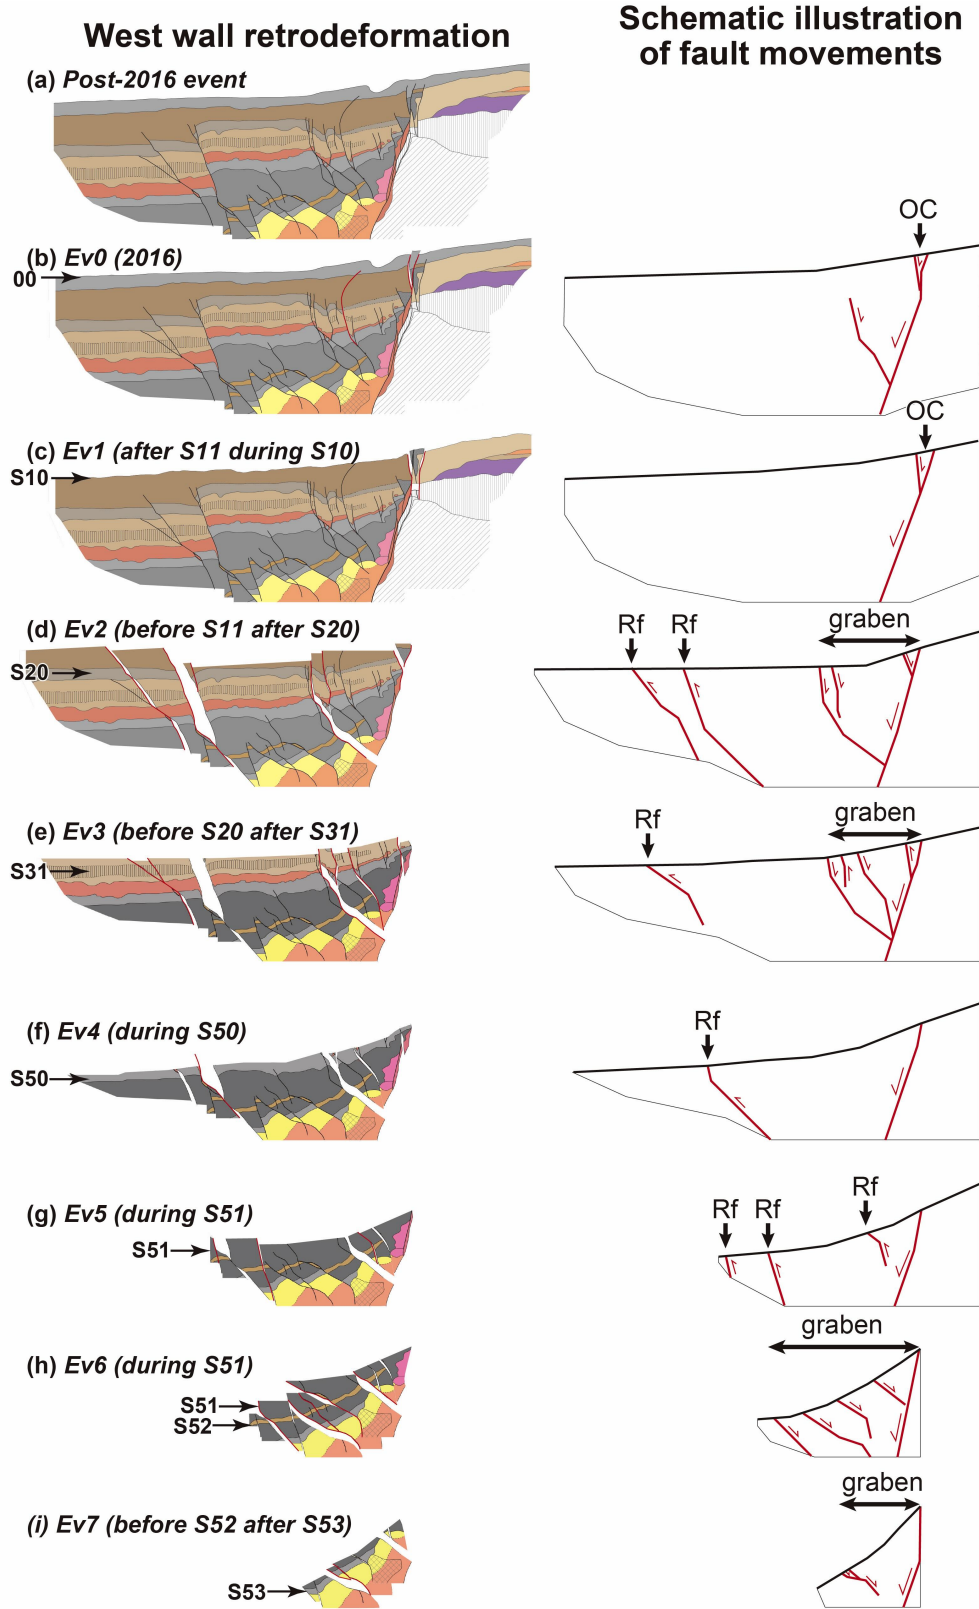 West wall retrodeformation
Schematic illustration
of fault movements
(a) Post-2016 event
(b) Ev0 (2016)
00
OC
(c) Ev1 (after S11 during S10)
S10
OC
(d) Ev2 (before S11 after S20)
S20
Rf Rf graben
(e) Ev3 (before S20 after S31)
S31
Rf graben
(f) Ev4 (during S50)
S50
Rf
(g) Ev5 (during S51)
S51
Rf Rf Rf
(h) Ev6 (during S51)
S51
S52
graben
(i) Ev7 (before S52 after S53)
S53
graben